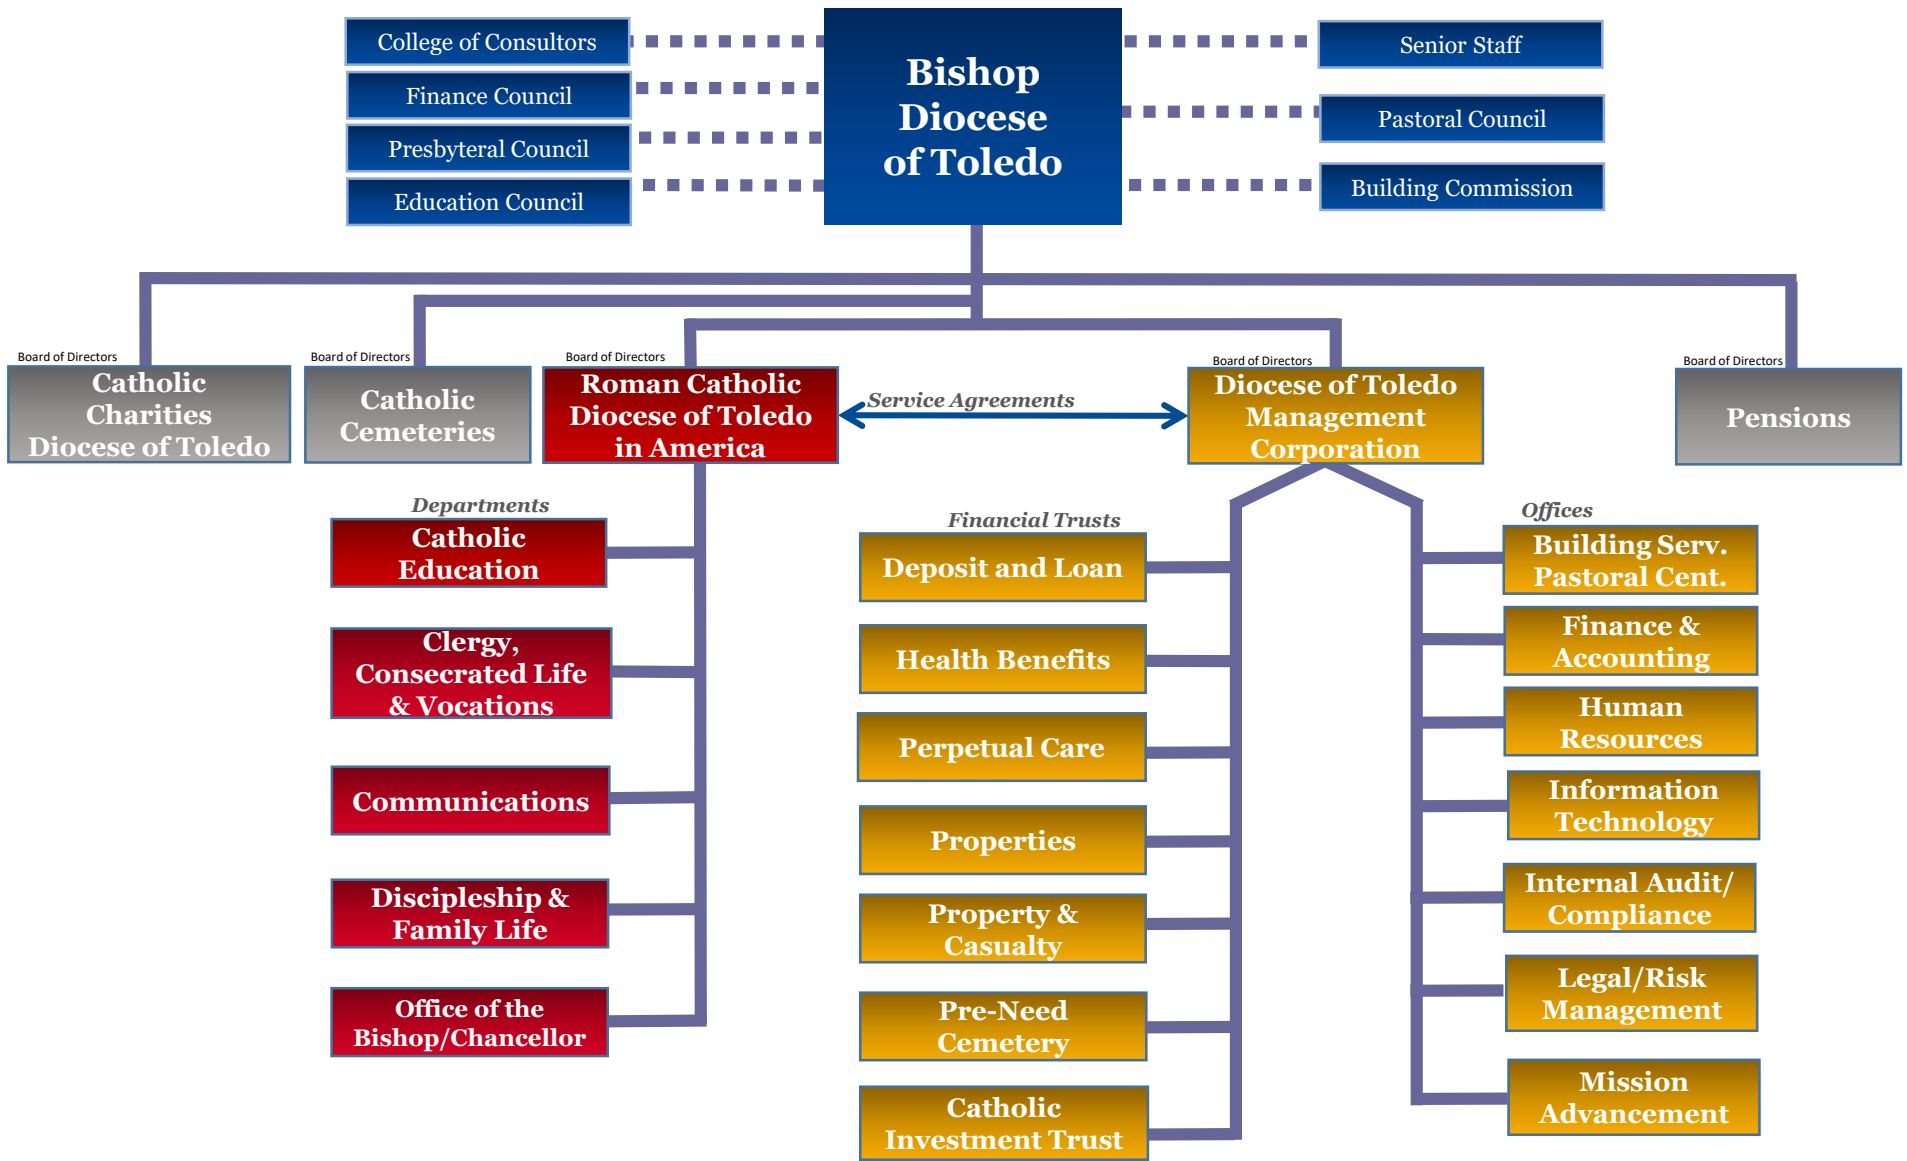 College of Consultors
Finance Council
Presbyteral Council
Education Council
Bishop
Diocese
of Toledo
Senior Staff
Pastoral Council
Building Commission
Board of Directors
Catholic
Charities
Diocese of Toledo
Board of Directors
Catholic
Cemeteries
Board of Directors
Roman Catholic
Diocese of Toledo
in America
Service Agreements
Board of Directors
Diocese of Toledo
Management
Corporation
Board of Directors
Pensions
Departments
Catholic
Education
Clergy,
Consecrated Life
& Vocations
Communications
Discipleship &
Family Life
Office of the
Bishop/Chancellor
Financial Trusts
Deposit and Loan
Health Benefits
Perpetual Care
Properties
Property &
Casualty
Pre-Need
Cemetery
Catholic
Investment Trust
Offices
Building Serv.
Pastoral Cent.
Finance &
Accounting
Human
Resources
Information
Technology
Internal Audit/
Compliance
Legal/Risk
Management
Mission
Advancement